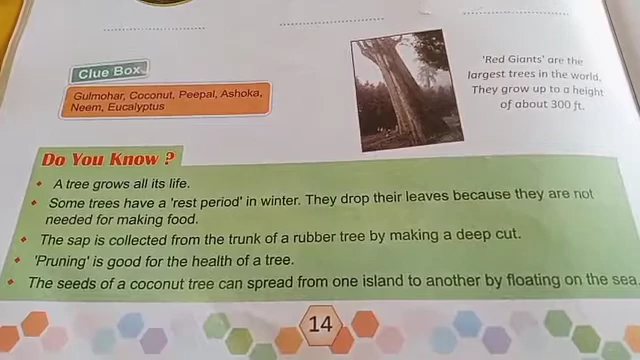 Clue Box
Gulmohar, Coconut, Peepal, Ashoka,
Neem, Eucalyptus
'Red Giants' are the
largest trees in the world.
They grow up to a height
of about 300 ft.
Do You Know ?
• A tree grows all its life.
• Some trees have a 'rest period' in winter. They drop their leaves because they are not
needed for making food.
• The sap is collected from the trunk of a rubber tree by making a deep cut.
• 'Pruning' is good for the health of a tree.
• The seeds of a coconut tree can spread from one island to another by floating on the sea.
14